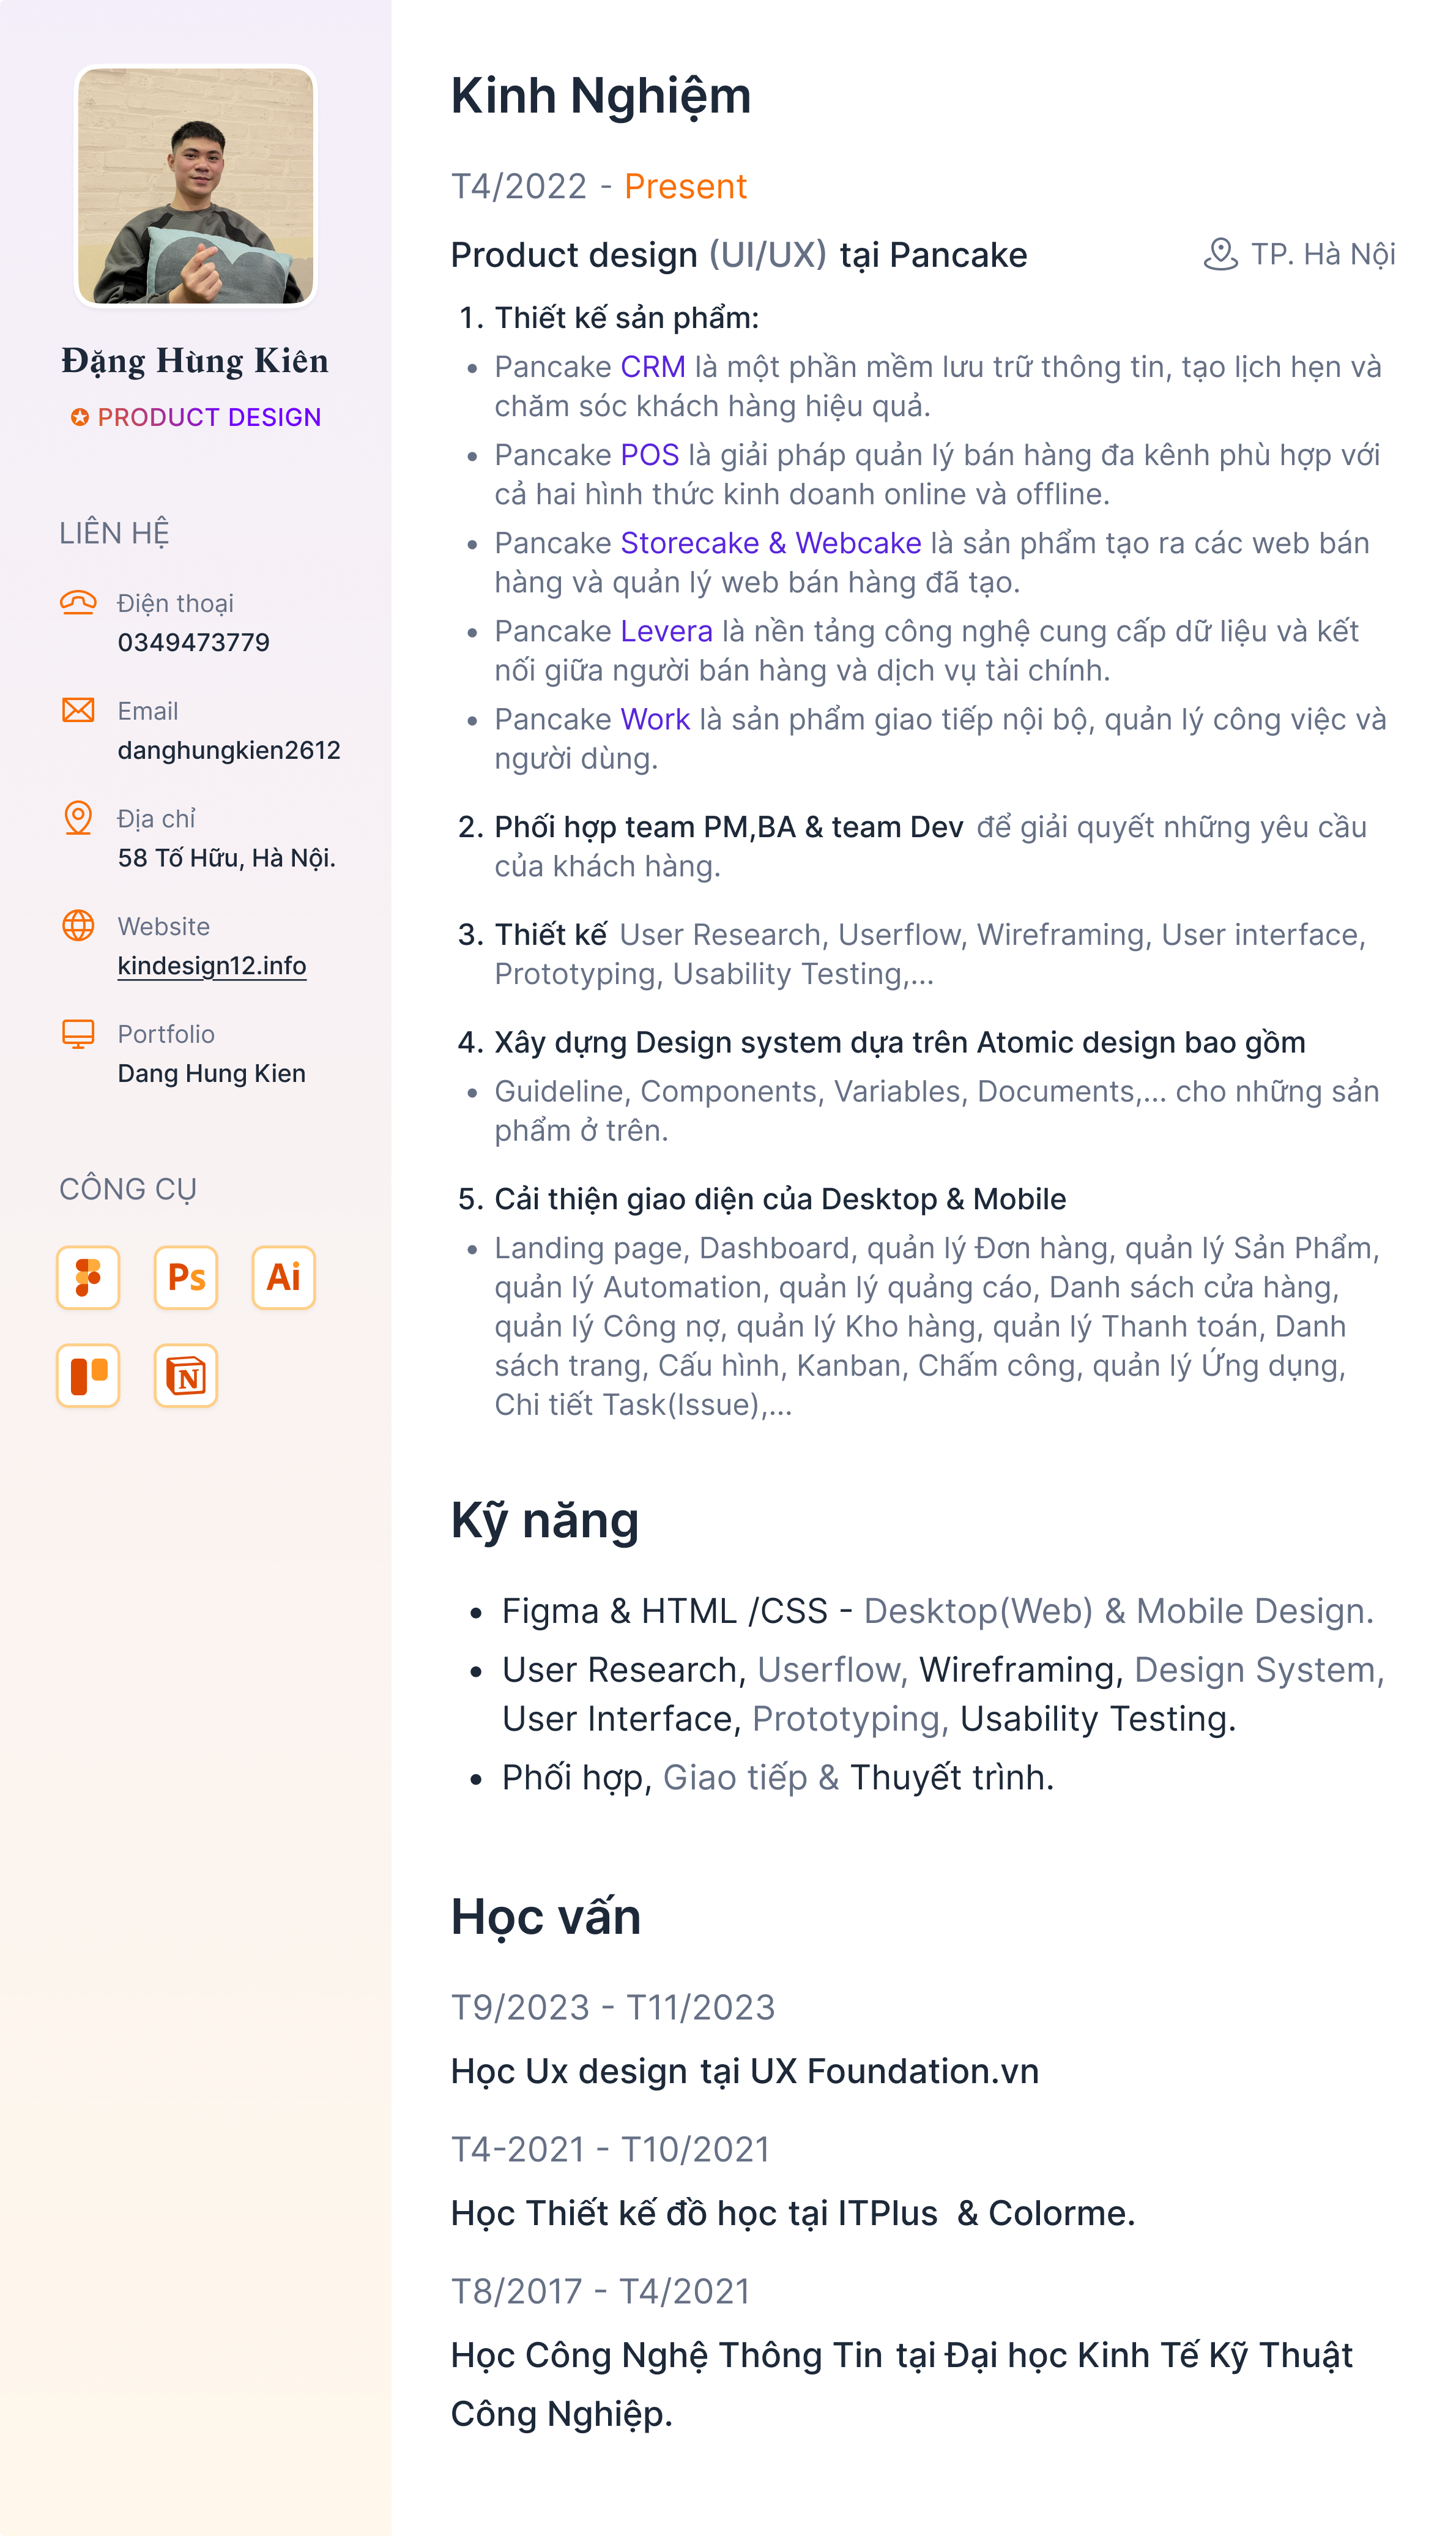 Đặng Hùng Kiên
PRODUCT DESIGN
LIÊN HỆ
Điện thoại
0349473779
Email
danghungkien2612
Địa chỉ
58 Tố Hữu, Hà Nội.
Website
kindesign12.info
Portfolio
Dang Hung Kien
CÔNG CỤ
Ps
Ai
N
Kinh Nghiệm
T4/2022 - Present
Product design (UI/UX) tại Pancake
TP. Hà Nội
1. Thiết kế sản phẩm:
• Pancake CRM là một phần mềm lưu trữ thông tin, tạo lịch hẹn và
chăm sóc khách hàng hiệu quả.
• Pancake POS là giải pháp quản lý bán hàng đa kênh phù hợp với
cả hai hình thức kinh doanh online và offline.
• Pancake Storecake & Webcake là sản phẩm tạo ra các web bán
hàng và quản lý web bán hàng đã tạo.
• Pancake Levera là nền tảng công nghệ cung cấp dữ liệu và kết
nối giữa người bán hàng và dịch vụ tài chính.
• Pancake Work là sản phẩm giao tiếp nội bộ, quản lý công việc và
người dùng.
2. Phối hợp team PM,BA & team Dev để giải quyết những yêu cầu
của khách hàng.
3. Thiết kế User Research, Userflow, Wireframing, User interface,
Prototyping, Usability Testing,...
4. Xây dựng Design system dựa trên Atomic design bao gồm
• Guideline, Components, Variables, Documents,... cho những sản
phẩm ở trên.
5. Cải thiện giao diện của Desktop & Mobile
• Landing page, Dashboard, quản lý Đơn hàng, quản lý Sản Phẩm,
quản lý Automation, quản lý quảng cáo, Danh sách cửa hàng,
quản lý Công nợ, quản lý Kho hàng, quản lý Thanh toán, Danh
sách trang, Cấu hình, Kanban, Chấm công, quản lý Ứng dụng,
Chi tiết Task(Issue),...
Kỹ năng
• Figma & HTML /CSS - Desktop(Web) & Mobile Design.
• User Research, Userflow, Wireframing, Design System,
User Interface, Prototyping, Usability Testing.
• Phối hợp, Giao tiếp & Thuyết trình.
Học vấn
T9/2023 - T11/2023
Học Ux design tại UX Foundation.vn
T4-2021 - T10/2021
Học Thiết kế đồ học tại ITPlus & Colorme.
T8/2017 - T4/2021
Học Công Nghệ Thông Tin tại Đại học Kinh Tế Kỹ Thuật
Công Nghiệp.